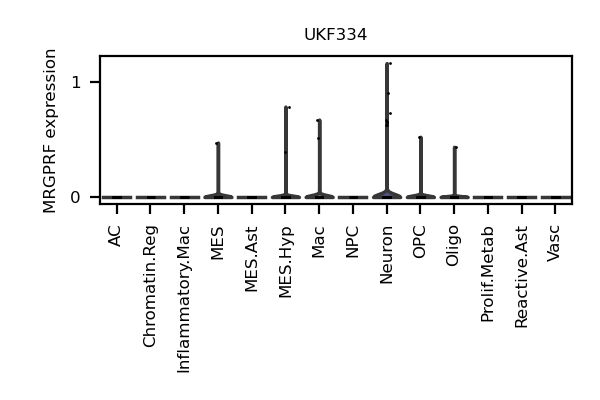 UKF334
MRGPRF expression
1
0
AC
Chromatin.Reg
Inflammatory.Mac
MES
MES.Ast
MES.Hyp
Mac
NPC
Neuron
OPC
Oligo
Prolif.Metab
Reactive.Ast
Vasc